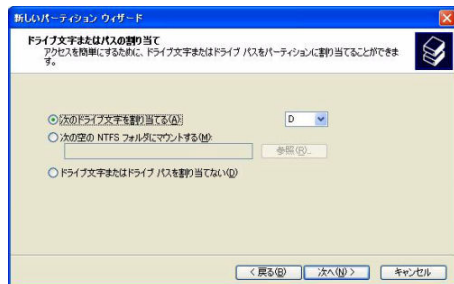 新しいパーティション ウィザード
ドライブ文字またはパスの割り当て
アクセスを簡単にするために、ドライブ文字またはドライブ パスをパーティションに割り当てることができま
す。
次のドライブ文字を割り当てる(A): D
次の空の NTFS フォルダにマウントする(M):
参照(R)...
ドライブ文字またはドライブ パスを割り当てない(D)
< 戻る(B) 次へ(N) > キャンセル